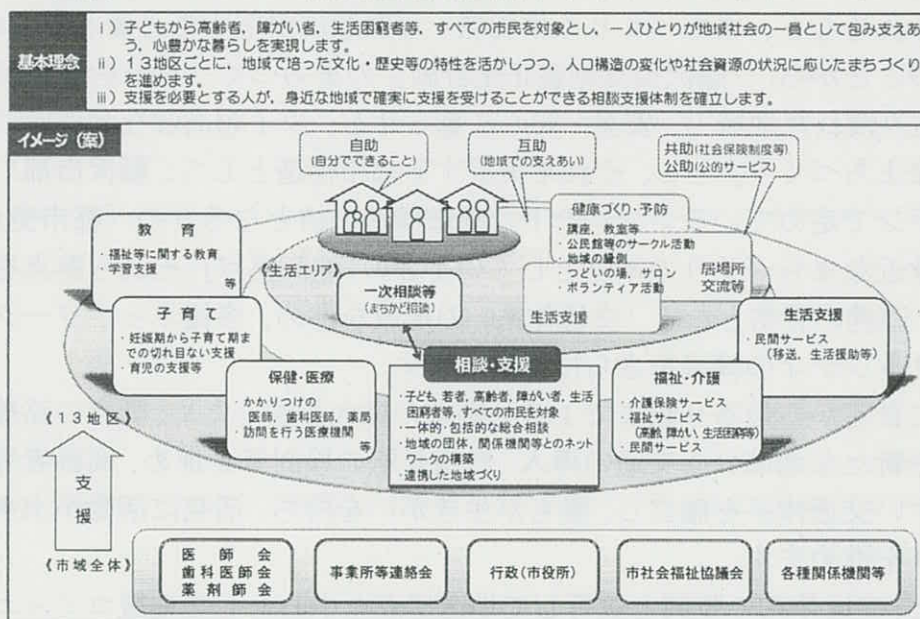 基本理念
ⅰ）子どもから高齢者，障がい者，生活困窮者等，すべての市民を対象とし，一人ひとりが地域社会の一員として包み支えあ
う，心豊かな暮らしを実現します。
ⅱ）13地区ごとに，地域で培った文化・歴史等の特性を活かしつつ，人口構造の変化や社会資源の状況に応じたまちづくり
を進めます。
ⅲ）支援を必要とする人が，身近な地域で確実に支援を受けることができる相談支援体制を確立します。
イメージ（案）
自助
（自分でできること）
互助
（地域での支えあい）
共助（社会保険制度等）
公助（公的サービス）
教育
・福祉等に関する教育
・学習支援
等
《生活エリア》
健康づくり・予防
・講座，教室等
・公民館等のサークル活動
・地域の縁側
・つどいの場，サロン
・ボランティア活動
居場所
交流等
生活支援
一次相談等
（まちかど相談）
子育て
・妊娠期から子育て期ま
での切れ目ない支援
・育児の支援等
生活支援
・民間サービス
（移送，生活援助等）
保健・医療
・かかりつけの
医師，歯科医師，薬局
・訪問を行う医療機関
等
相談・支援
・子ども，若者，高齢者，障がい者，生活
困窮者等，すべての市民を対象
・一体的・包括的な総合相談
・地域の団体，関係機関等とのネット
ワークの構築
・連携した地域づくり
福祉・介護
・介護保険サービス
・福祉サービス
（高齢，障がい，生活困窮等）
・民間サービス
《13地区》
支
援
《市域全体》
医師会
歯科医師会
薬剤師会
事業所等連絡会
行政（市役所）
市社会福祉協議会
各種関係機関等